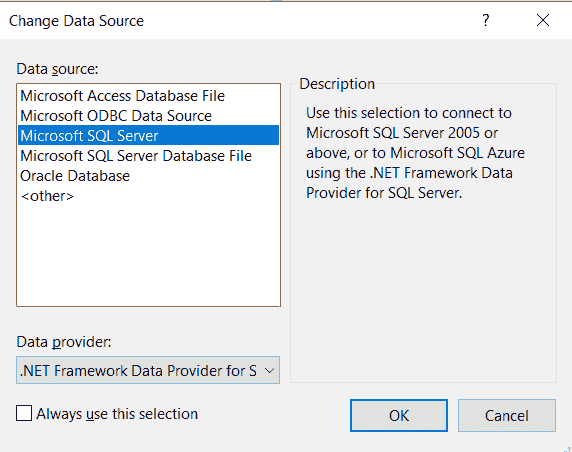 Change Data Source
?
Data source:
Microsoft Access Database File
Microsoft ODBC Data Source
Microsoft SQL Server
Microsoft SQL Server Database File
Oracle Database
<other>
Description
Use this selection to connect to
Microsoft SQL Server 2005 or
above, or to Microsoft SQL Azure
using the .NET Framework Data
Provider for SQL Server.
Data provider:
.NET Framework Data Provider for S
Always use this selection
OK
Cancel